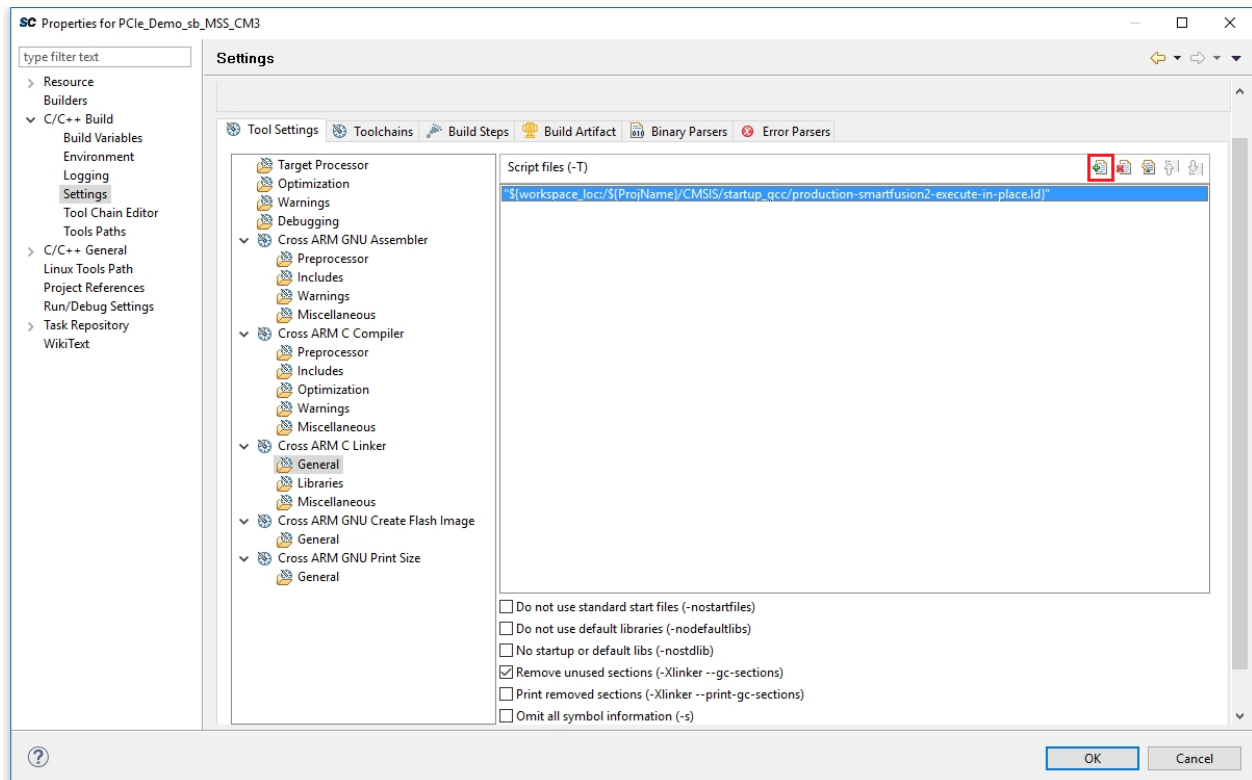 SC Properties for PCIe_Demo_sb_MSS_CM3
type filter text
Settings
Resource
Builders
C/C++ Build
Build Variables
Environment
Logging
Settings
Tool Chain Editor
Tools Paths
C/C++ General
Linux Tools Path
Project References
Run/Debug Settings
Task Repository
WikiText
Tool Settings Toolchains Build Steps Build Artifact Binary Parsers Error Parsers
Target Processor
Optimization
Warnings
Debugging
Cross ARM GNU Assembler
Preprocessor
Includes
Warnings
Miscellaneous
Cross ARM C Compiler
Preprocessor
Includes
Optimization
Warnings
Miscellaneous
Cross ARM C Linker
General
Libraries
Miscellaneous
Cross ARM GNU Create Flash Image
General
Cross ARM GNU Print Size
General
Script files (-T)
"${workspace_loc:/${ProjName}/CMSIS/startup_gcc/production-smartfusion2-execute-in-place.ld}"
Do not use standard start files (-nostartfiles)
Do not use default libraries (-nodefaultlibs)
No startup or default libs (-nostdlib)
Remove unused sections (-Xlinker --gc-sections)
Print removed sections (-Xlinker --print-gc-sections)
Omit all symbol information (-s)
OK Cancel